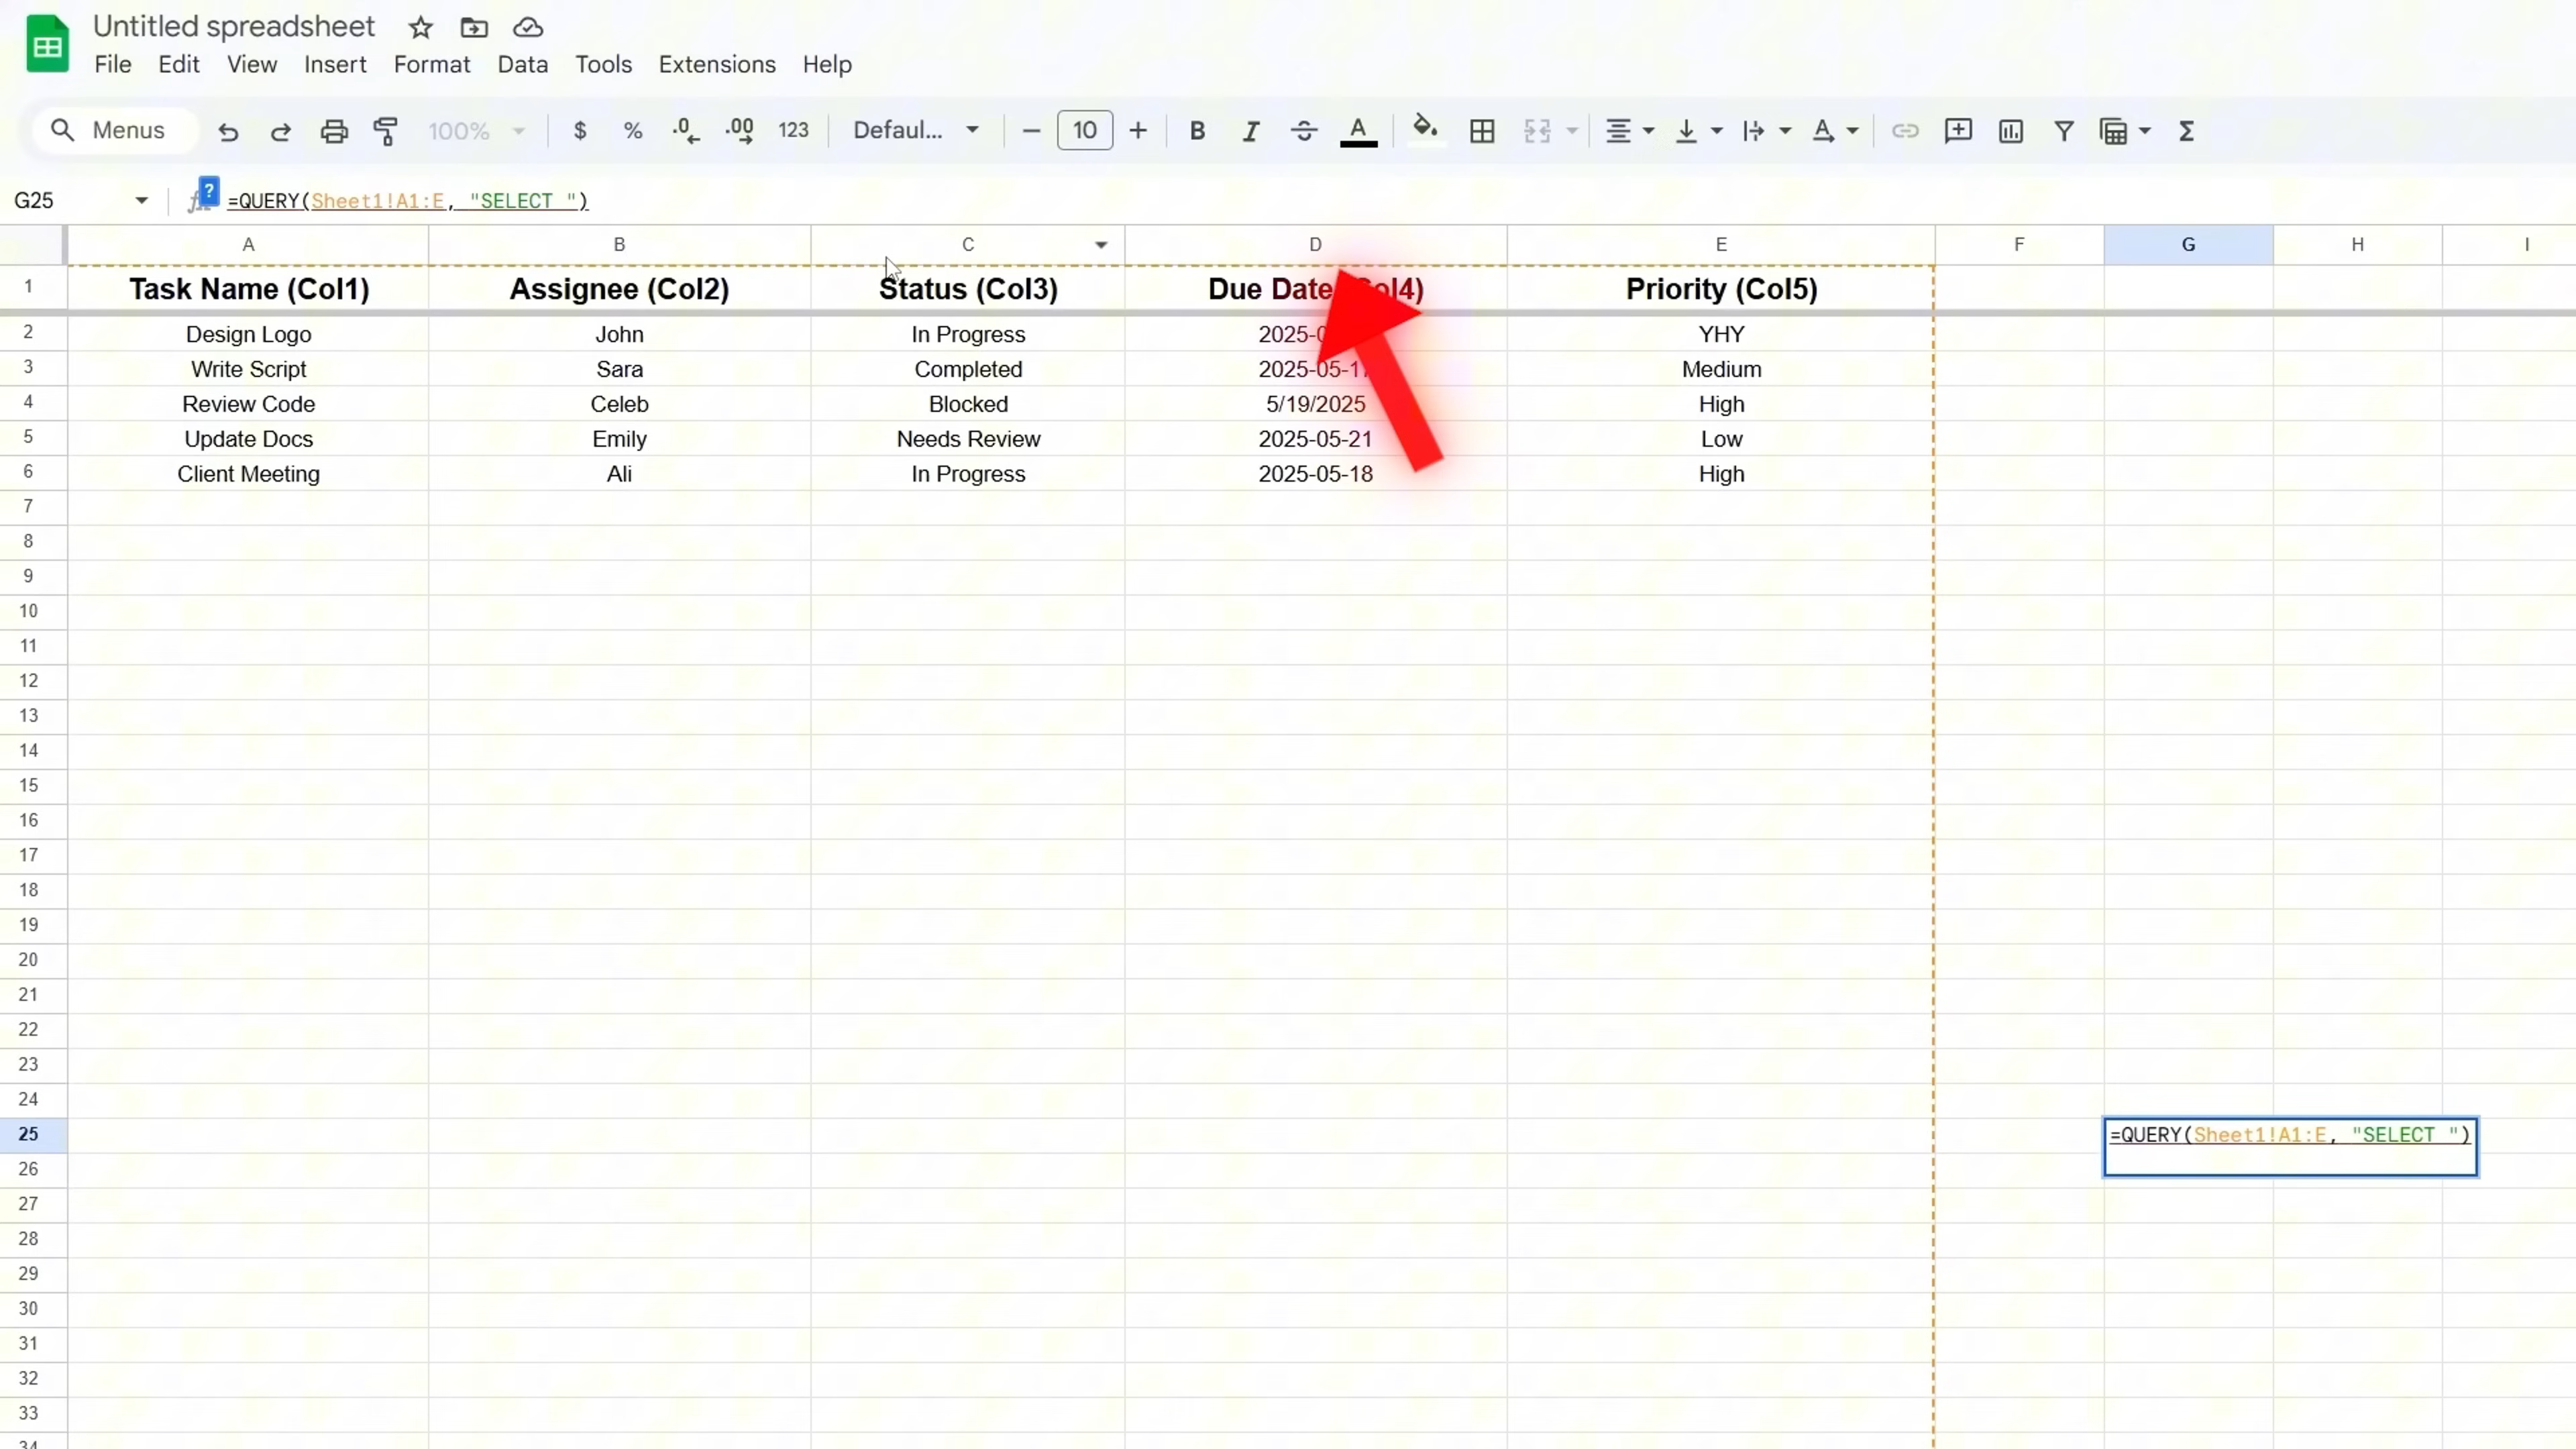 Untitled spreadsheet
File Edit View Insert Format Data Tools Extensions Help
Menus 100% $ % .0 .00 123 Defaul... 10 B I S A Σ
G25 ? =QUERY(Sheet1!A1:E, "SELECT ")
A B C D E F G H I
1 Task Name (Col1) Assignee (Col2) Status (Col3) Due Date Col4) Priority (Col5)
2 Design Logo John In Progress YHY
3 Write Script Sara Completed Medium
4 Review Code Celeb Blocked 5/19/2025 High
5 Update Docs Emily Needs Review 2025-05-21 Low
6 Client Meeting Ali In Progress 2025-05-18 High
7
8
9
10
11
12
13
14
15
16
17
18
19
20
21
22
23
24
25 =QUERY(Sheet1!A1:E, "SELECT ")
26
27
28
29
30
31
32
33
34